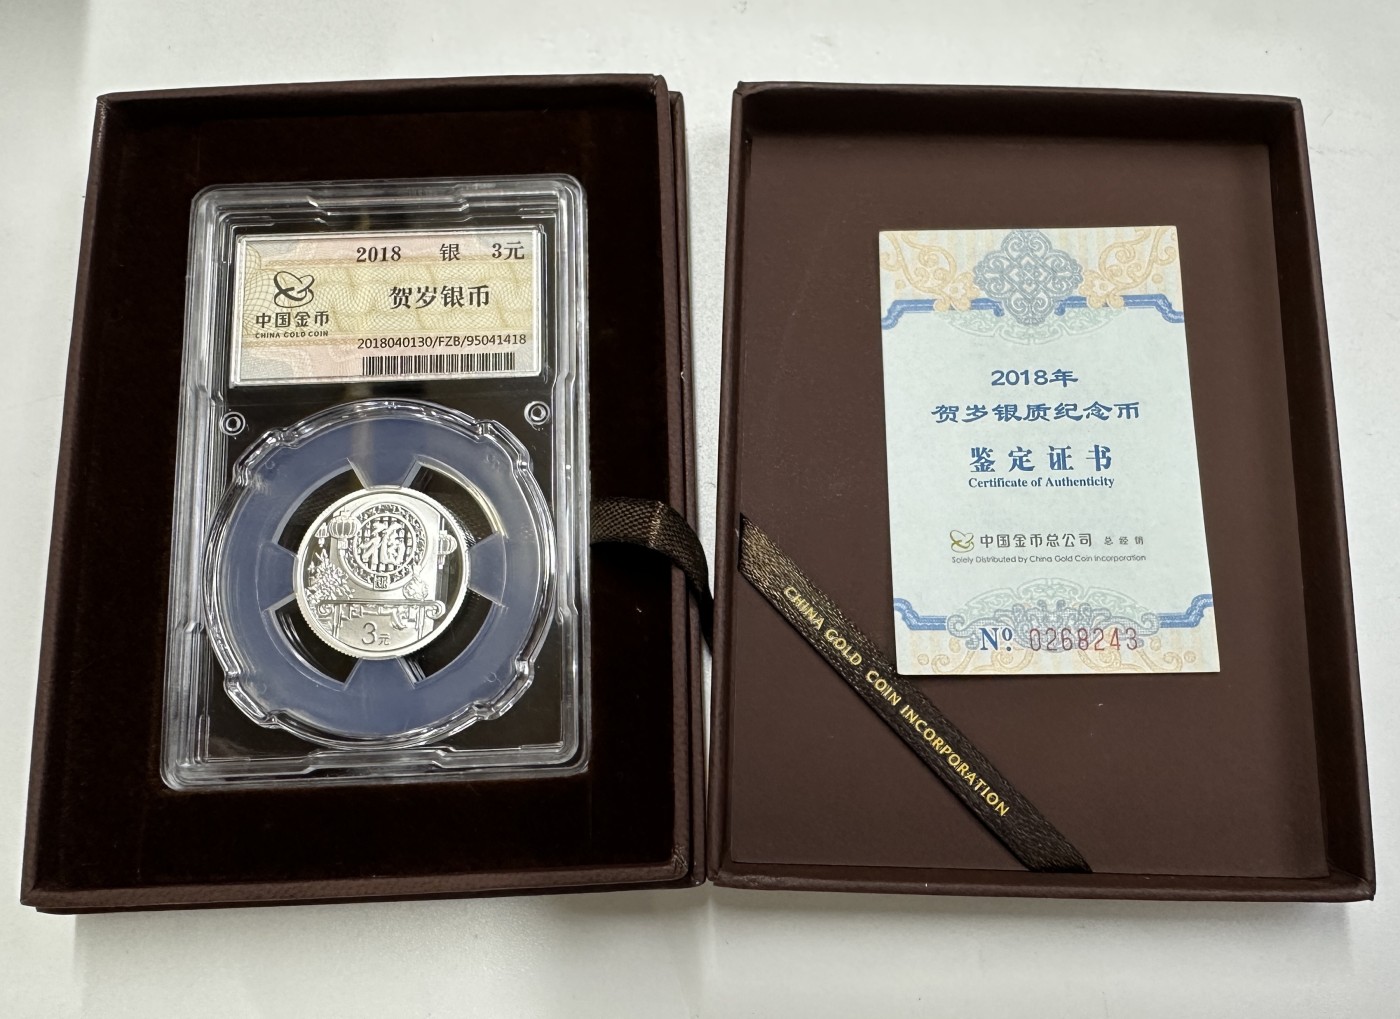 2018 银 3元
贺岁银币
中国金币
CHINA GOLD COIN
2018040130/FZB/95041418
福
3元
2018年
贺岁银质纪念币
鉴定证书
Certificate of Authenticity
中国金币总公司 总经销
Solely Distributed by China Gold Coin Incorporation
Nº. 0268243
CHINA GOLD COIN INCORPORATION